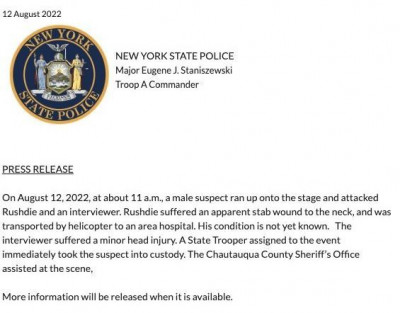 12 August 2022
NEW YORK
STATE POLICE
EXCELSIOR
NEW YORK STATE POLICE
Major Eugene J. Staniszewski
Troop A Commander
PRESS RELEASE
On August 12, 2022, at about 11 a.m., a male suspect ran up onto the stage and attacked
Rushdie and an interviewer. Rushdie suffered an apparent stab wound to the neck, and was
transported by helicopter to an area hospital. His condition is not yet known. The
interviewer suffered a minor head injury. A State Trooper assigned to the event
immediately took the suspect into custody. The Chautauqua County Sheriff's Office
assisted at the scene,
More information will be released when it is available.